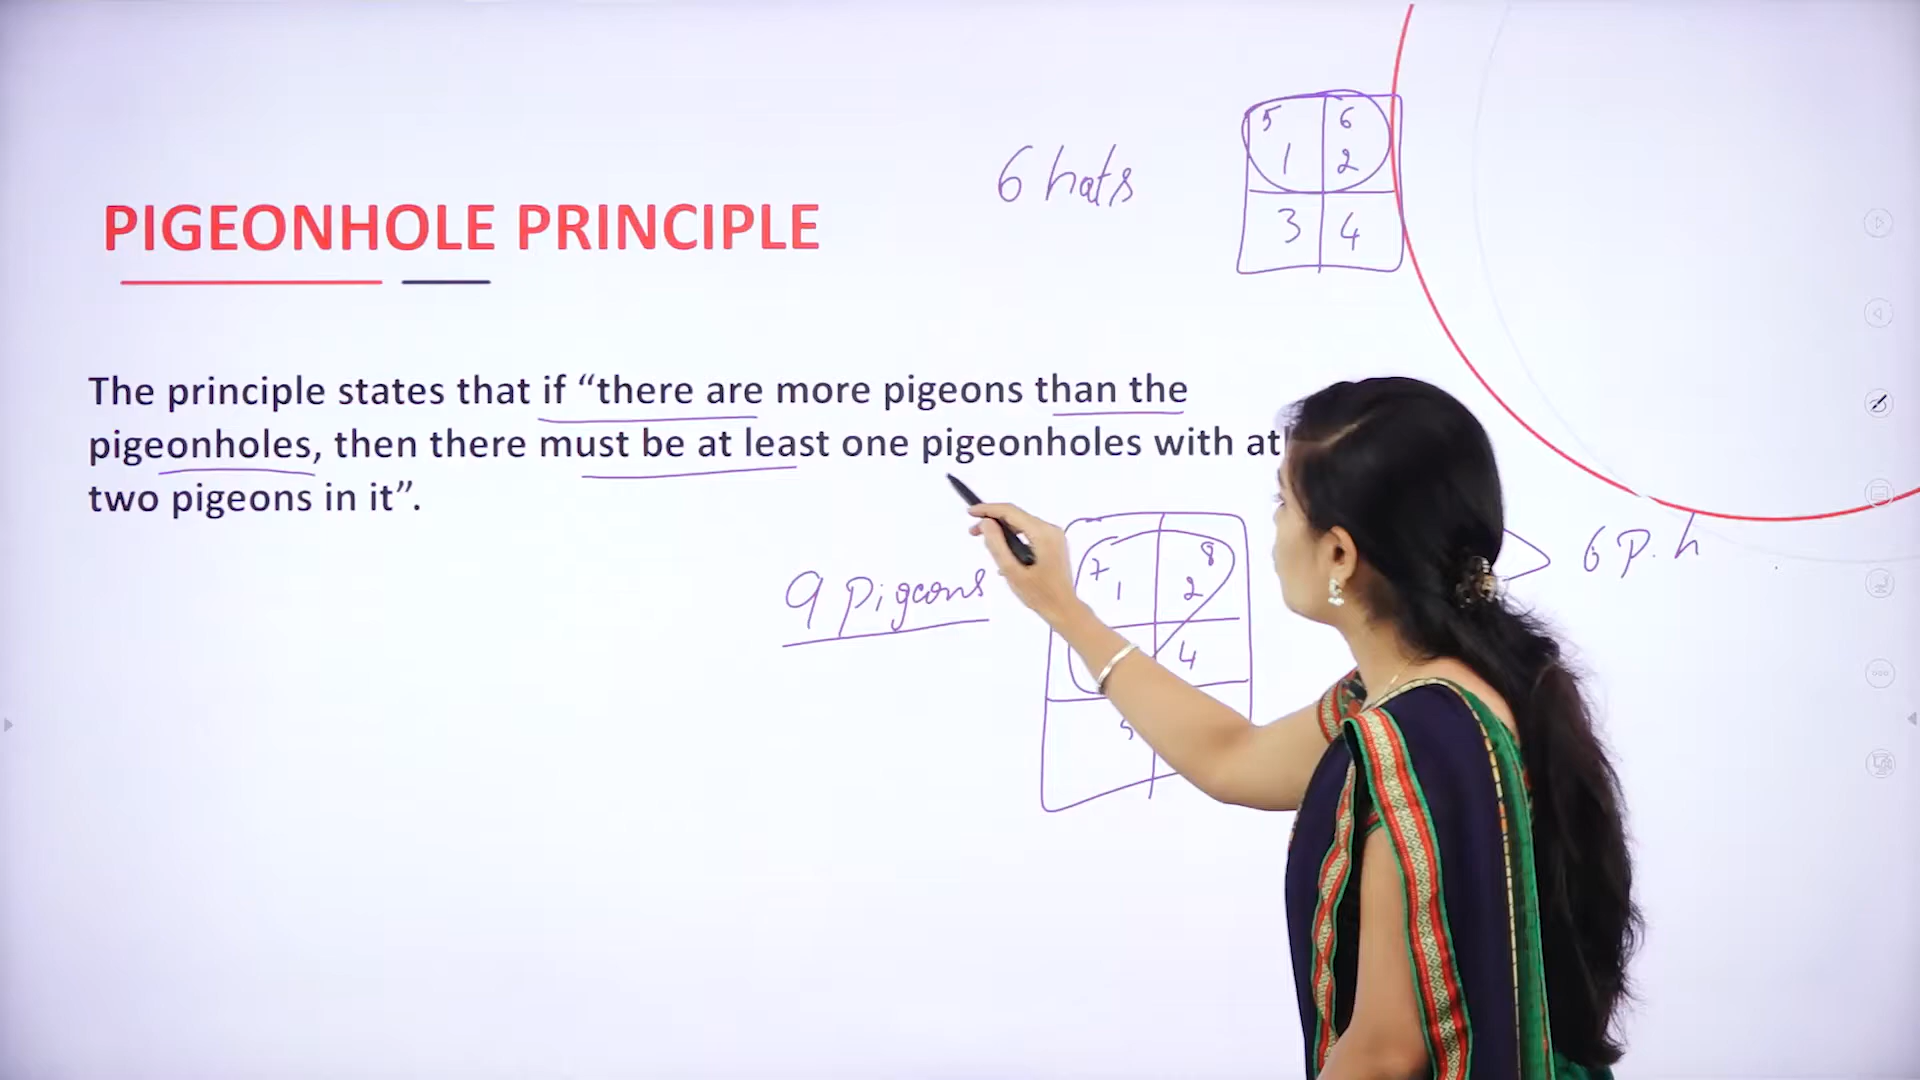 6 hats
5 6
1 2
3 4
PIGEONHOLE PRINCIPLE
The principle states that if “there are more pigeons than the
pigeonholes, then there must be at least one pigeonholes with at
two pigeons in it”.
9 pigeons
7 8
1 2
4
5
6 p.h